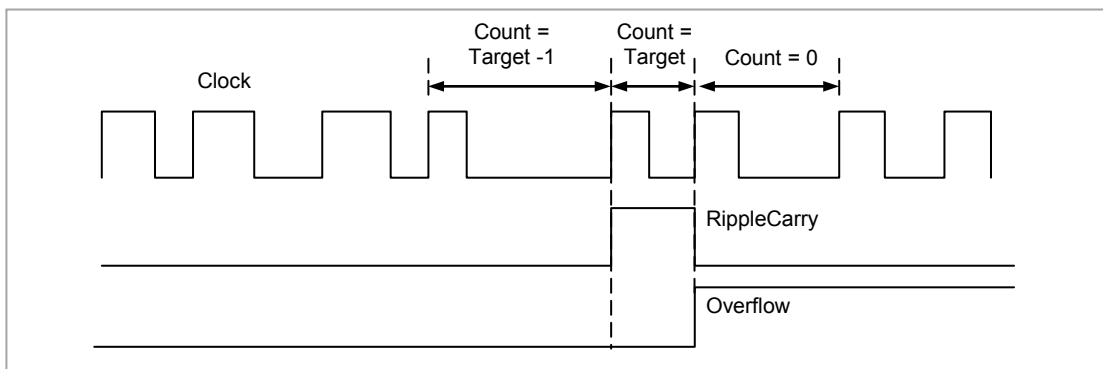 Count =
Target -1
Count =
Target
Count = 0
Clock
RippleCarry
Overflow